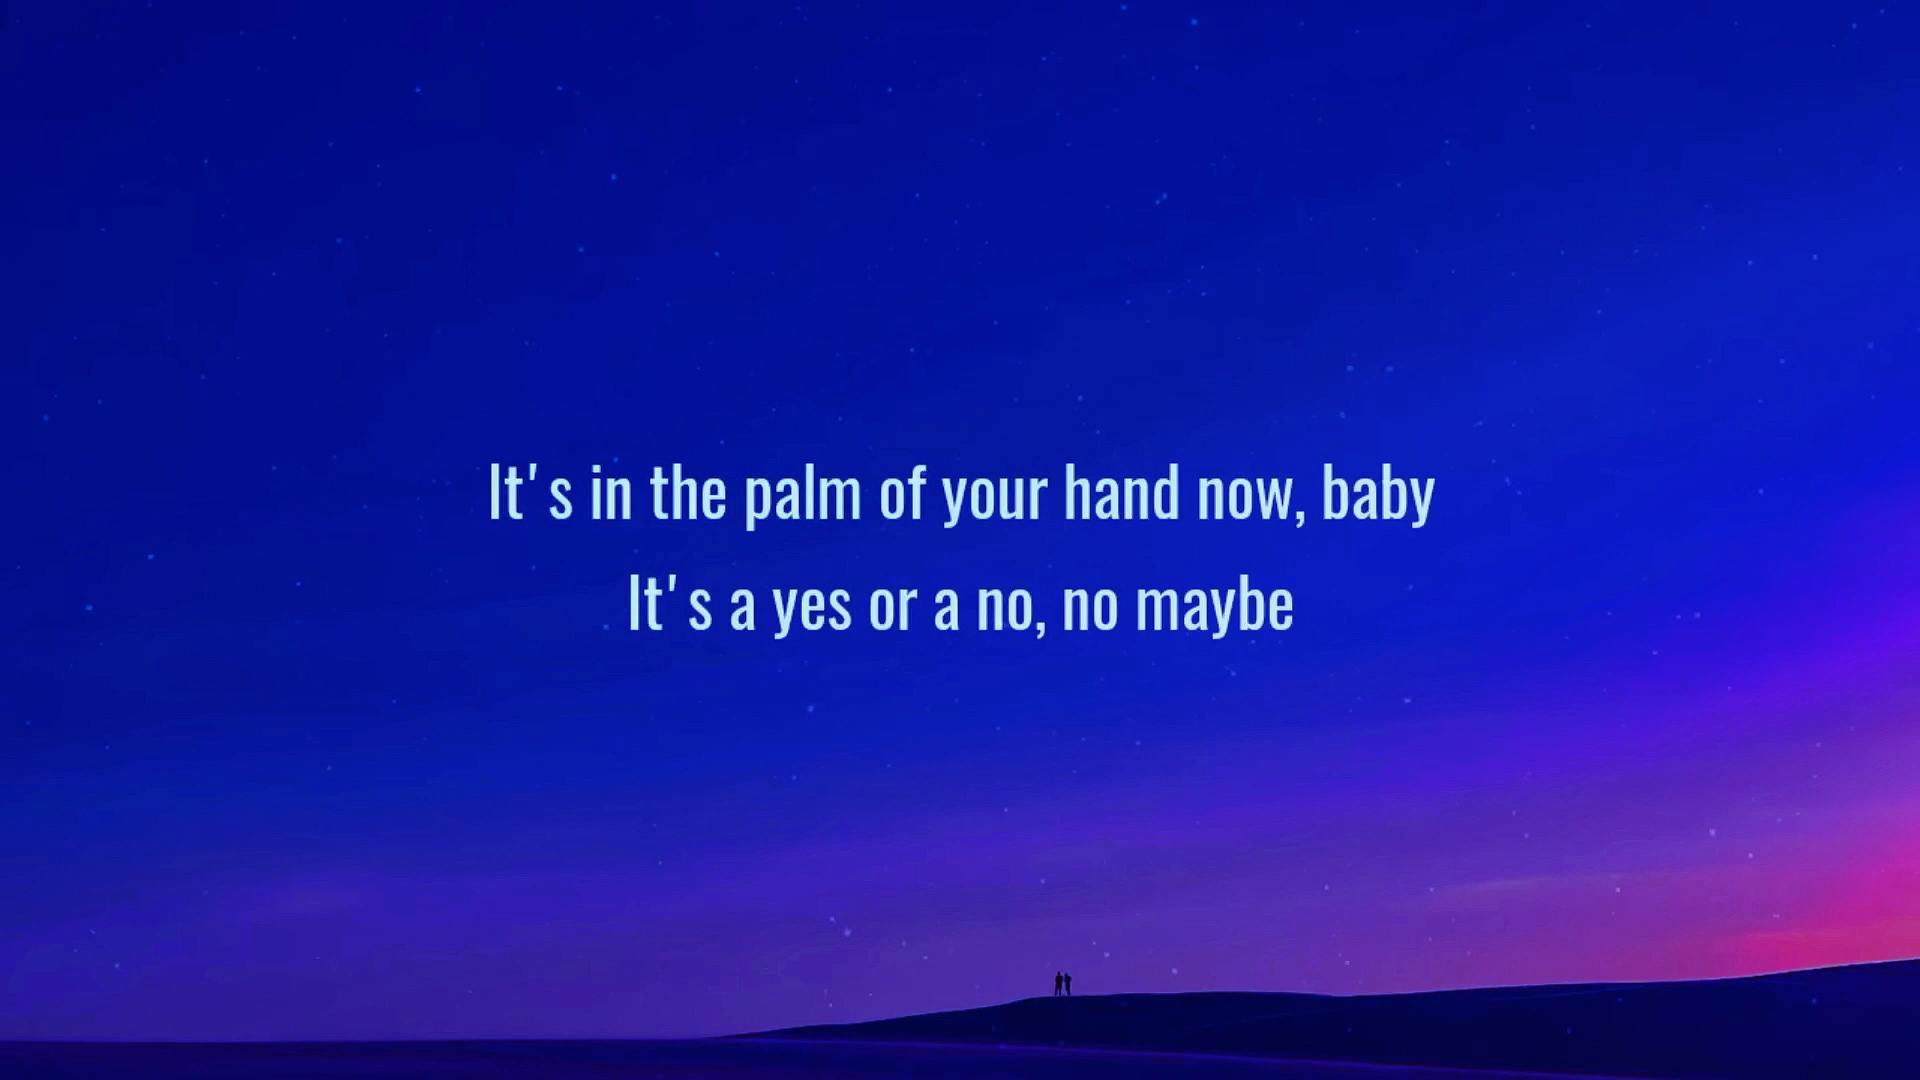 It's in the palm of your hand now, baby
It's a yes or a no, no maybe